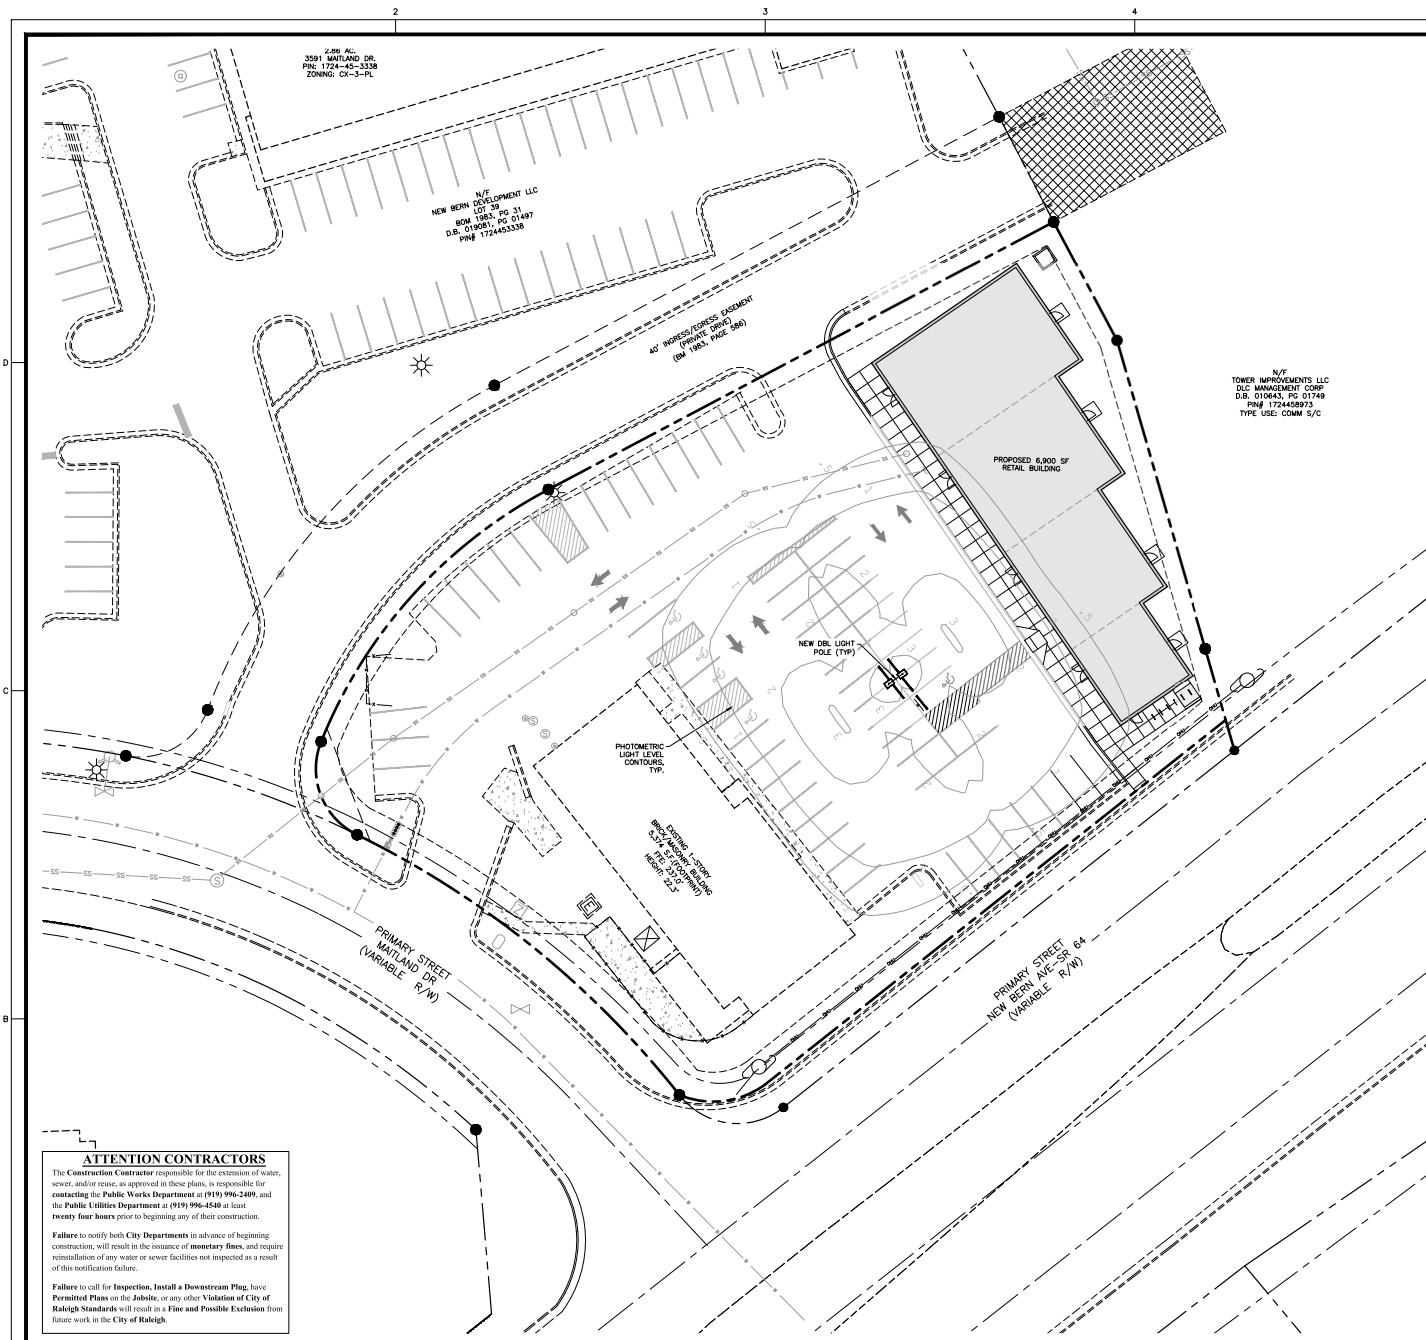 2
3
4
2.86 AC.
3591 MAITLAND DR.
PIN: 1724-45-3338
ZONING: CX-3-PL
N/F
NEW BERN DEVELOPMENT LLC
LOT 39
BOM 1983, PG 31
D.B. 019081, PG 01497
PIN# 1724453338
40' INGRESS/EGRESS EASEMENT
(PRIVATE DRIVE)
(BM 1983, PAGE 586)
D
N/F
TOWER IMPROVEMENTS LLC
DLC MANAGEMENT CORP
D.B. 010643, PG 01749
PIN# 1724458973
TYPE USE: COMM S/C
PROPOSED 6,900 SF
RETAIL BUILDING
NEW DBL LIGHT
POLE (TYP)
C
PHOTOMETRIC
LIGHT LEVEL
CONTOURS,
TYP.
EXISTING 1-STORY
BRICK/MASONRY BUILDING
5,374 S.F.(FOOTPRINT)
FFE: 237.0'
HEIGHT: 22.3'
E
S
SS SS SS SS S
PRIMARY STREET
MAITLAND DR
(VARIABLE R/W)
PRIMARY STREET
NEW BERN AVE-SR 64
(VARIABLE R/W)
B
ATTENTION CONTRACTORS
The Construction Contractor responsible for the extension of water,
sewer, and/or reuse, as approved in these plans, is responsible for
contacting the Public Works Department at (919) 996-2409, and
the Public Utilities Department at (919) 996-4540 at least
twenty four hours prior to beginning any of their construction.
Failure to notify both City Departments in advance of beginning
construction, will result in the issuance of monetary fines, and require
reinstallation of any water or sewer facilities not inspected as a result
of this notification failure.
Failure to call for Inspection, Install a Downstream Plug, have
Permitted Plans on the Jobsite, or any other Violation of City of
Raleigh Standards will result in a Fine and Possible Exclusion from
future work in the City of Raleigh.